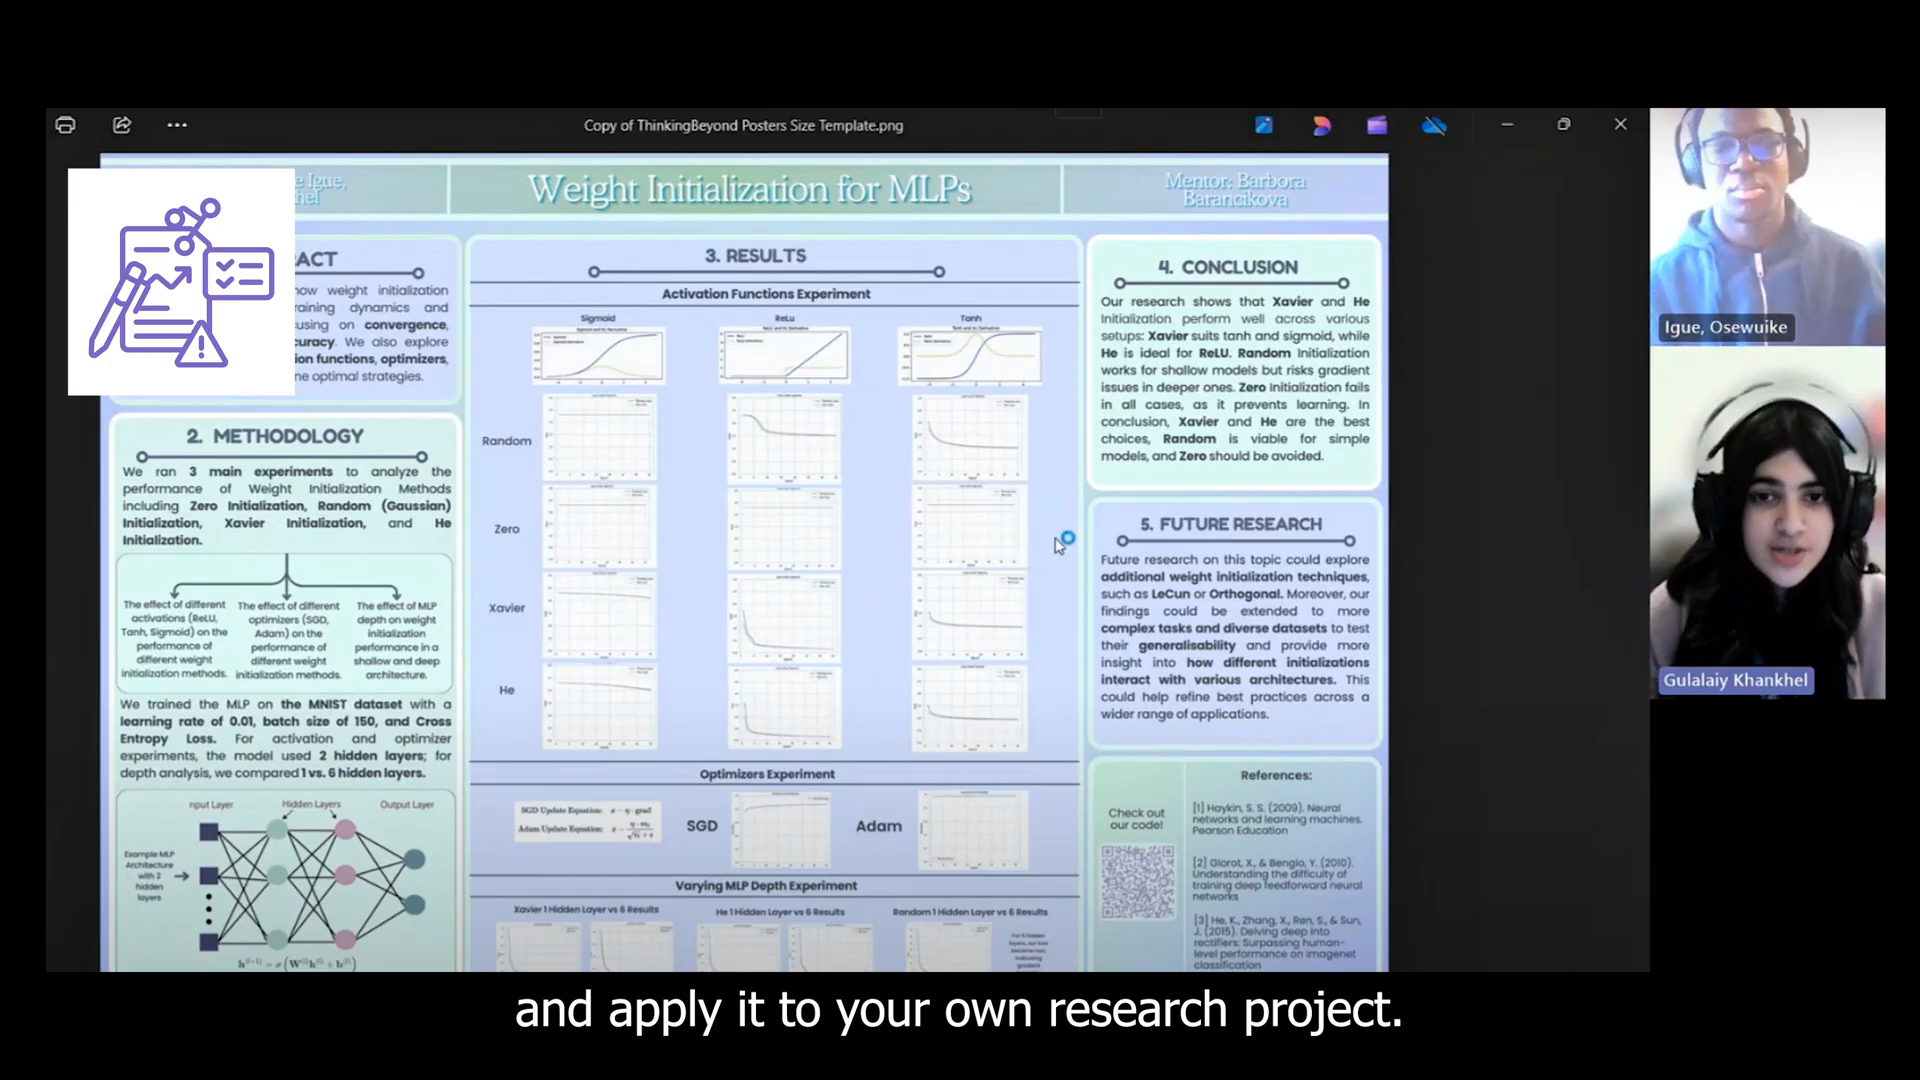 Copy of ThinkingBeyond Posters Size Template.png
e Igue,
hel
Weight Initialization for MLPs
Mentor: Barbora
Barancikova
ACT
how weight initialization
raining dynamics and
using on convergence,
curacy. We also explore
ion functions, optimizers,
ne optimal strategies.
2. METHODOLOGY
We ran 3 main experiments to analyze the
performance of Weight Initialization Methods
including Zero Initialization, Random (Gaussian)
Initialization, Xavier Initialization, and He
Initialization.
The effect of different
activations (ReLU,
Tanh, Sigmoid) on the
performance of
different weight
initialization methods.
The effect of different
optimizers (SGD,
Adam) on the
performance of
different weight
initialization methods.
The effect of MLP
depth on weight
initialization
performance in a
shallow and deep
architecture.
We trained the MLP on the MNIST dataset with a
learning rate of 0.01, batch size of 150, and Cross
Entropy Loss. For activation and optimizer
experiments, the model used 2 hidden layers; for
depth analysis, we compared 1 vs. 6 hidden layers.
nput Layer
Hidden Layers
Output Layer
Example MLP
Architecture
with 2
hidden
layers
3. RESULTS
Activation Functions Experiment
Sigmoid
ReLu
Tanh
Random
Zero
Xavier
He
Optimizers Experiment
SGD Update Equation: x − η · grad
Adam Update Equation:
SGD
Adam
Varying MLP Depth Experiment
Xavier 1 Hidden Layer vs 6 Results
He 1 Hidden Layer vs 6 Results
Random 1 Hidden Layer vs 6 Results
For 6 hidden
layers, our loss
became nan,
indicating
4. CONCLUSION
Our research shows that Xavier and He
Initialization perform well across various
setups: Xavier suits tanh and sigmoid, while
He is ideal for ReLU. Random Initialization
works for shallow models but risks gradient
issues in deeper ones. Zero Initialization fails
in all cases, as it prevents learning. In
conclusion, Xavier and He are the best
choices, Random is viable for simple
models, and Zero should be avoided.
5. FUTURE RESEARCH
Future research on this topic could explore
additional weight initialization techniques,
such as LeCun or Orthogonal. Moreover, our
findings could be extended to more
complex tasks and diverse datasets to test
their generalisability and provide more
insight into how different initializations
interact with various architectures. This
could help refine best practices across a
wider range of applications.
Check out
our code!
References:
[1] Haykin, S. S. (2009). Neural
networks and learning machines.
Pearson Education
[2] Glorot, X., & Bengio, Y. (2010).
Understanding the difficulty of
training deep feedforward neural
networks
[3] He, K., Zhang, X., Ren, S., & Sun,
J. (2015). Delving deep into
rectifiers: Surpassing human-
level performance on imagenet
classification
Igue, Osewuike
Gulalaiy Khankhel
and apply it to your own research project.